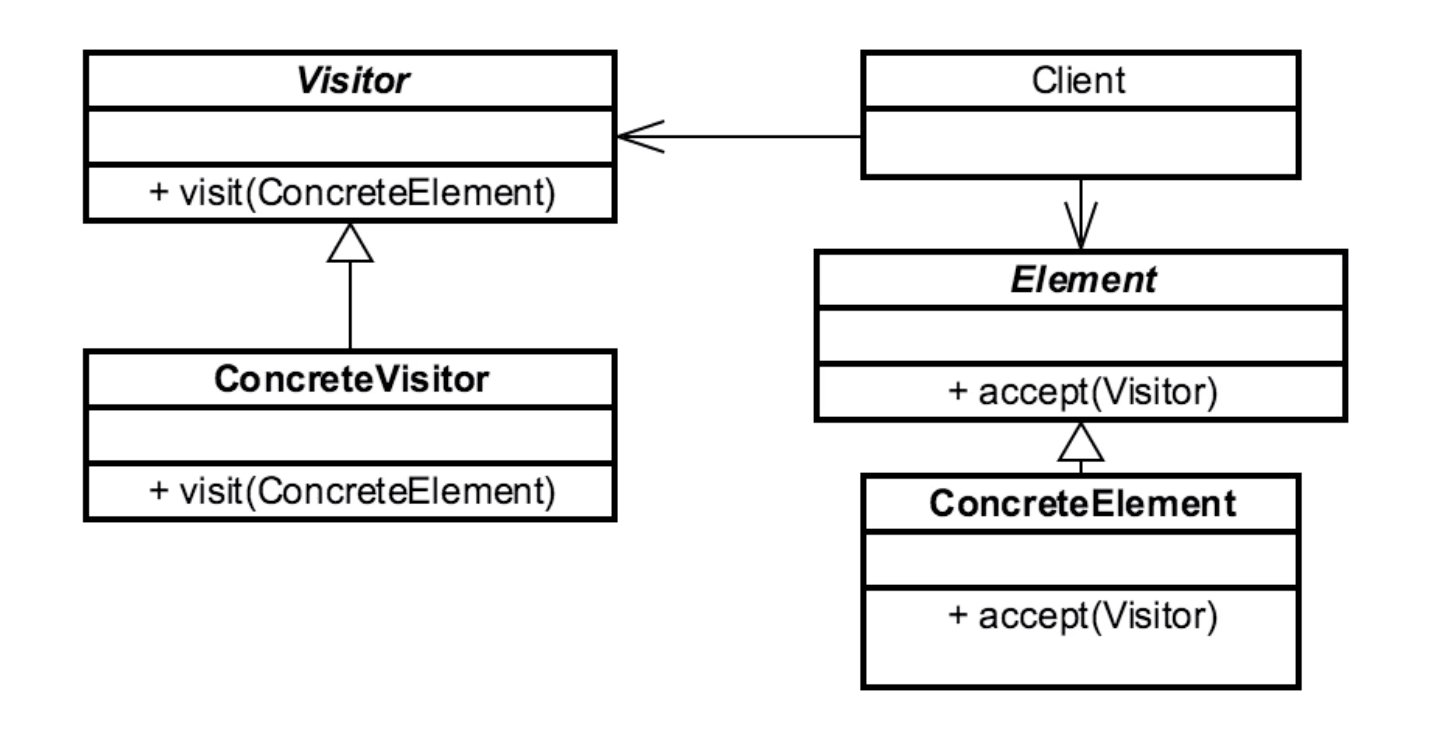 Visitor
+ visit(ConcreteElement)
Client
Element
+ accept(Visitor)
ConcreteVisitor
+ visit(ConcreteElement)
ConcreteElement
+ accept(Visitor)